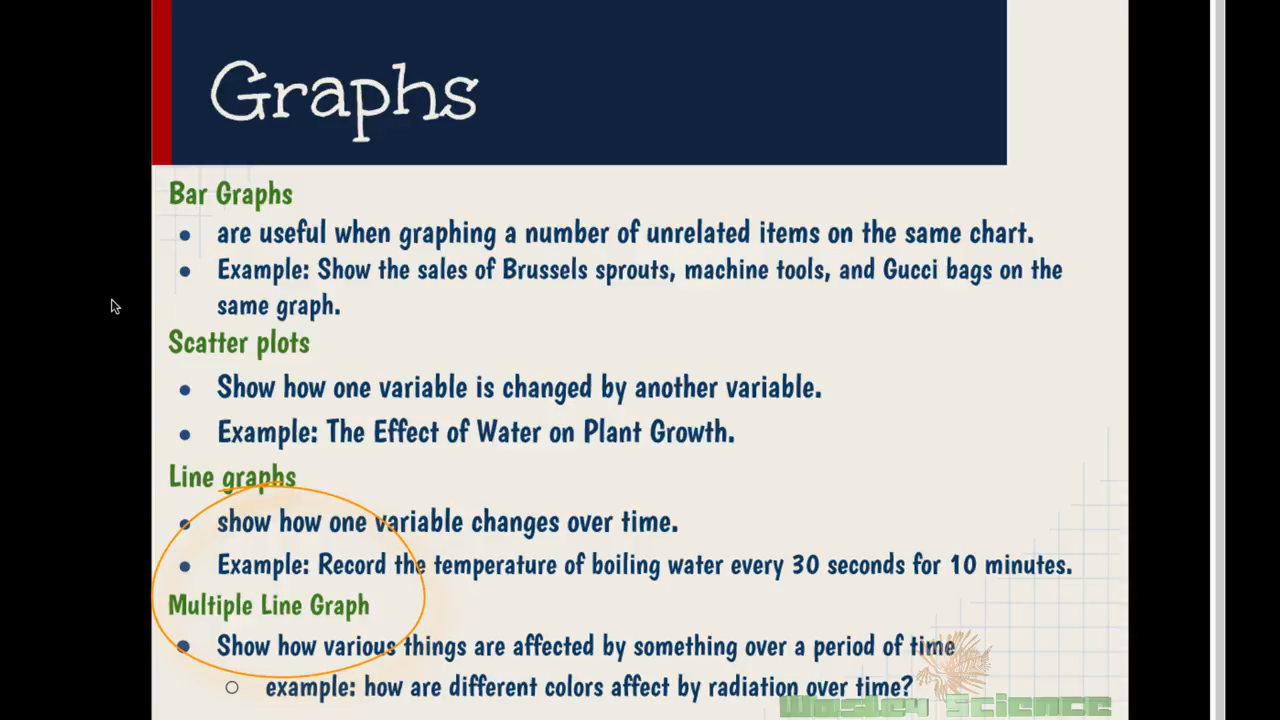 Graphs
Bar Graphs
• are useful when graphing a number of unrelated items on the same chart.
• Example: Show the sales of Brussels sprouts, machine tools, and Gucci bags on the
same graph.
Scatter plots
• Show how one variable is changed by another variable.
• Example: The Effect of Water on Plant Growth.
Line graphs
• show how one variable changes over time.
• Example: Record the temperature of boiling water every 30 seconds for 10 minutes.
Multiple Line Graph
• Show how various things are affected by something over a period of time
○ example: how are different colors affect by radiation over time?
Wasley Science